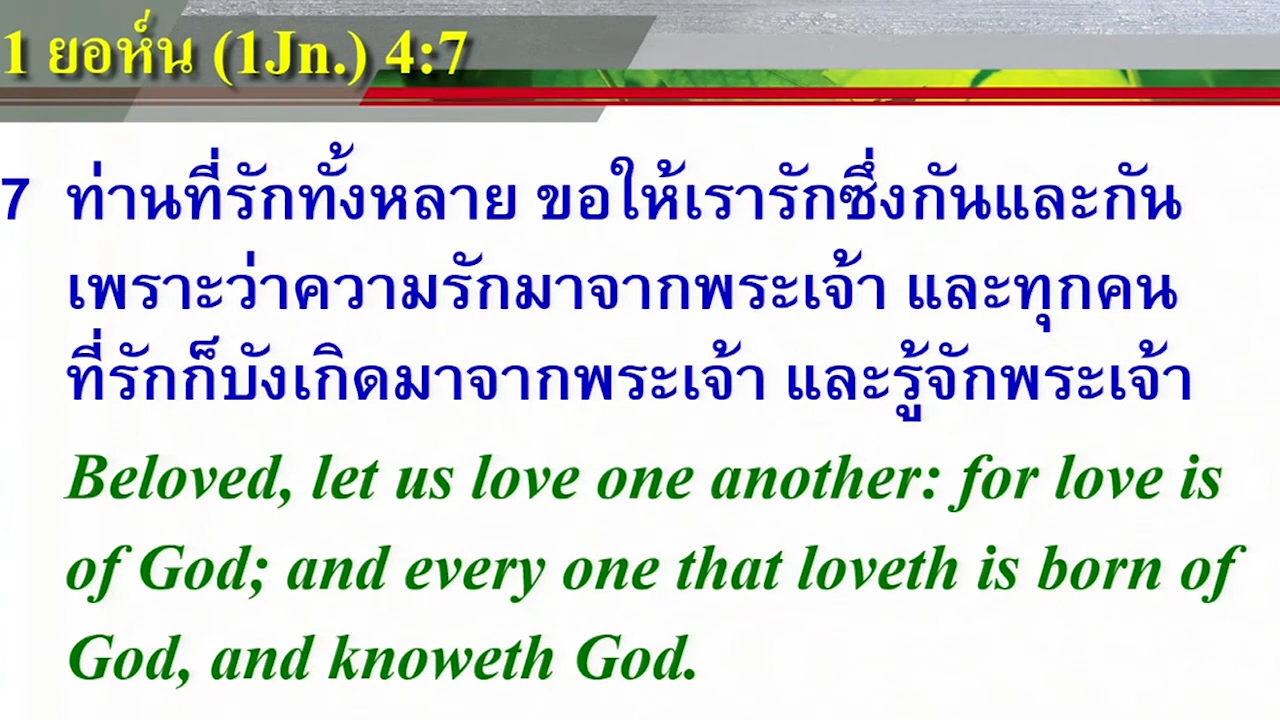 1 ยอห์น (1Jn.) 4:7
7 ท่านที่รักทั้งหลาย ขอให้เรารักซึ่งกันและกัน
เพราะว่าความรักมาจากพระเจ้า และทุกคน
ที่รักก็บังเกิดมาจากพระเจ้า และรู้จักพระเจ้า
Beloved, let us love one another: for love is
of God; and every one that loveth is born of
God, and knoweth God.